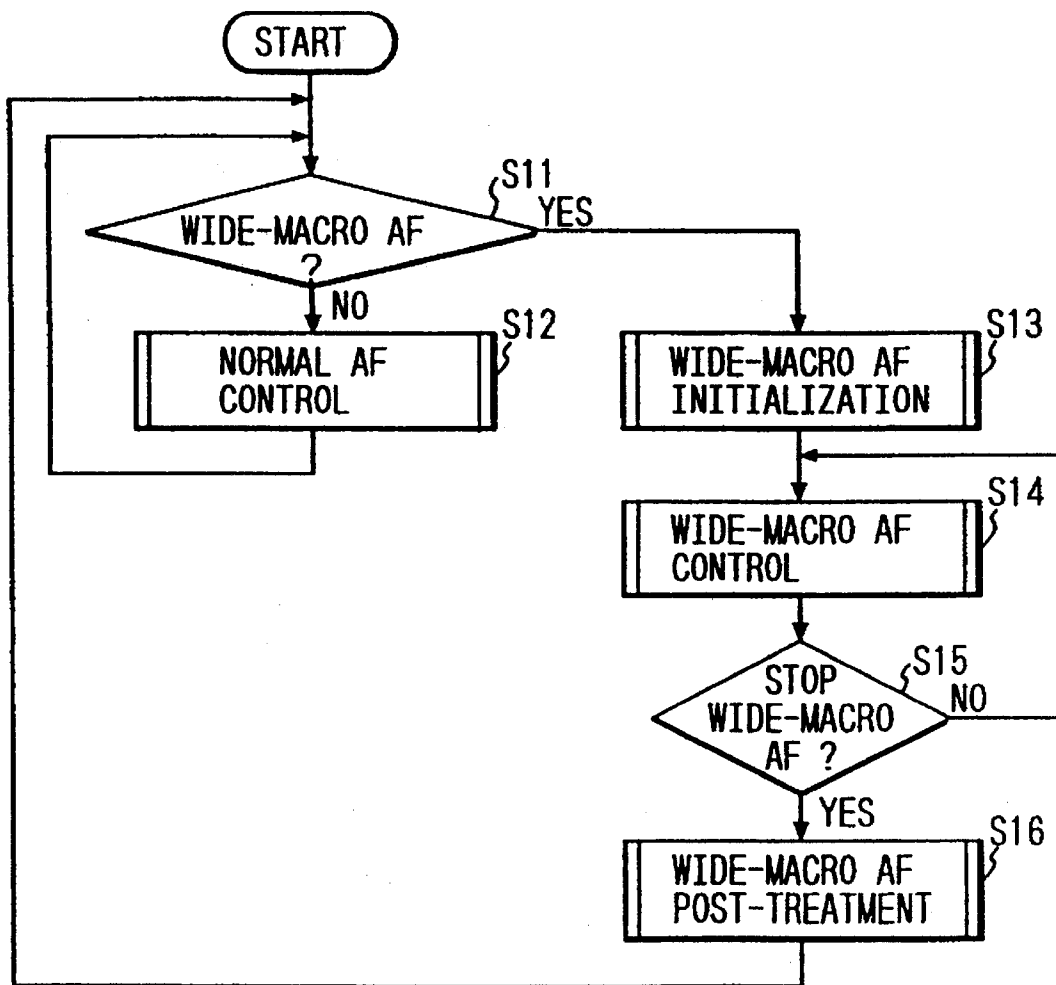 START
S11
WIDE-MACRO AF
?
YES
NO
S12
NORMAL AF
CONTROL
S13
WIDE-MACRO AF
INITIALIZATION
S14
WIDE-MACRO AF
CONTROL
S15
STOP
WIDE-MACRO
AF ?
NO
YES
S16
WIDE-MACRO AF
POST-TREATMENT